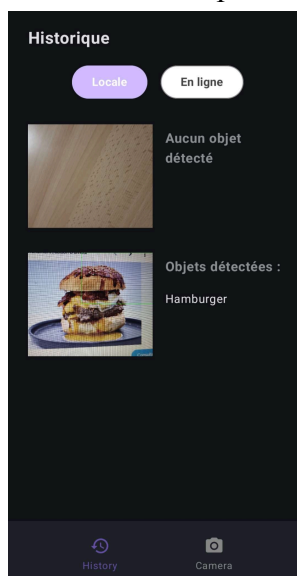 Historique
Locale
En ligne
Aucun objet
détecté
Objets détectées :
Hamburger
History
Camera